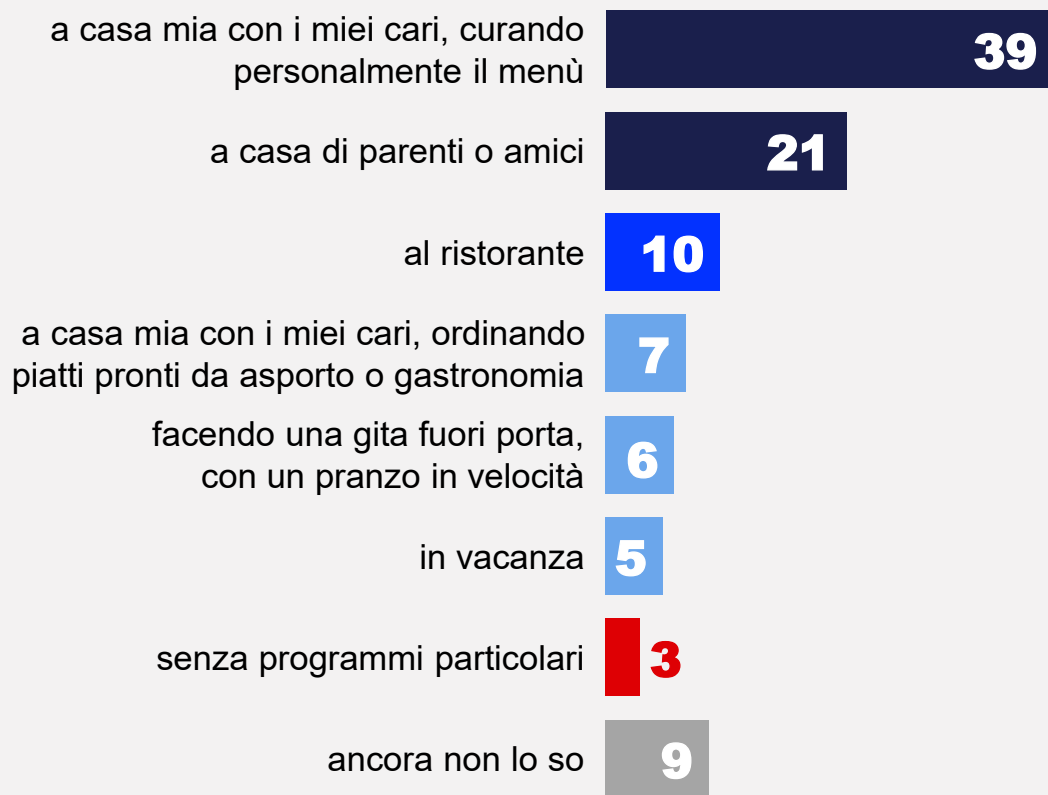 a casa mia con i miei cari, curando
personalmente il menù
39
a casa di parenti o amici
21
al ristorante
10
a casa mia con i miei cari, ordinando
piatti pronti da asporto o gastronomia
7
facendo una gita fuori porta,
con un pranzo in velocità
6
in vacanza
5
senza programmi particolari
3
ancora non lo so
9